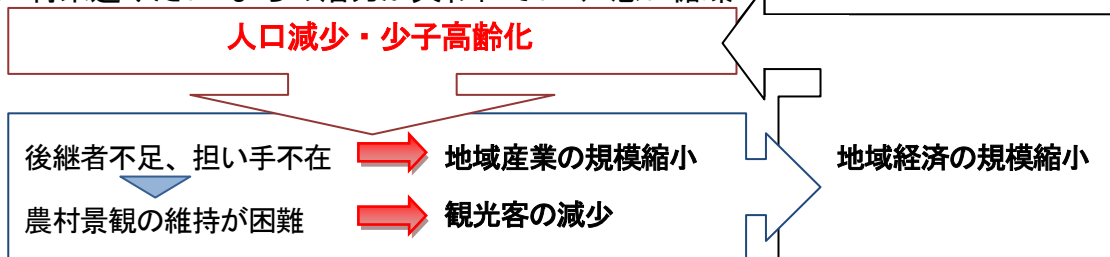 人口減少・少子高齢化
後継者不足、担い手不在
地域産業の規模縮小
地域経済の規模縮小
農村景観の維持が困難
観光客の減少